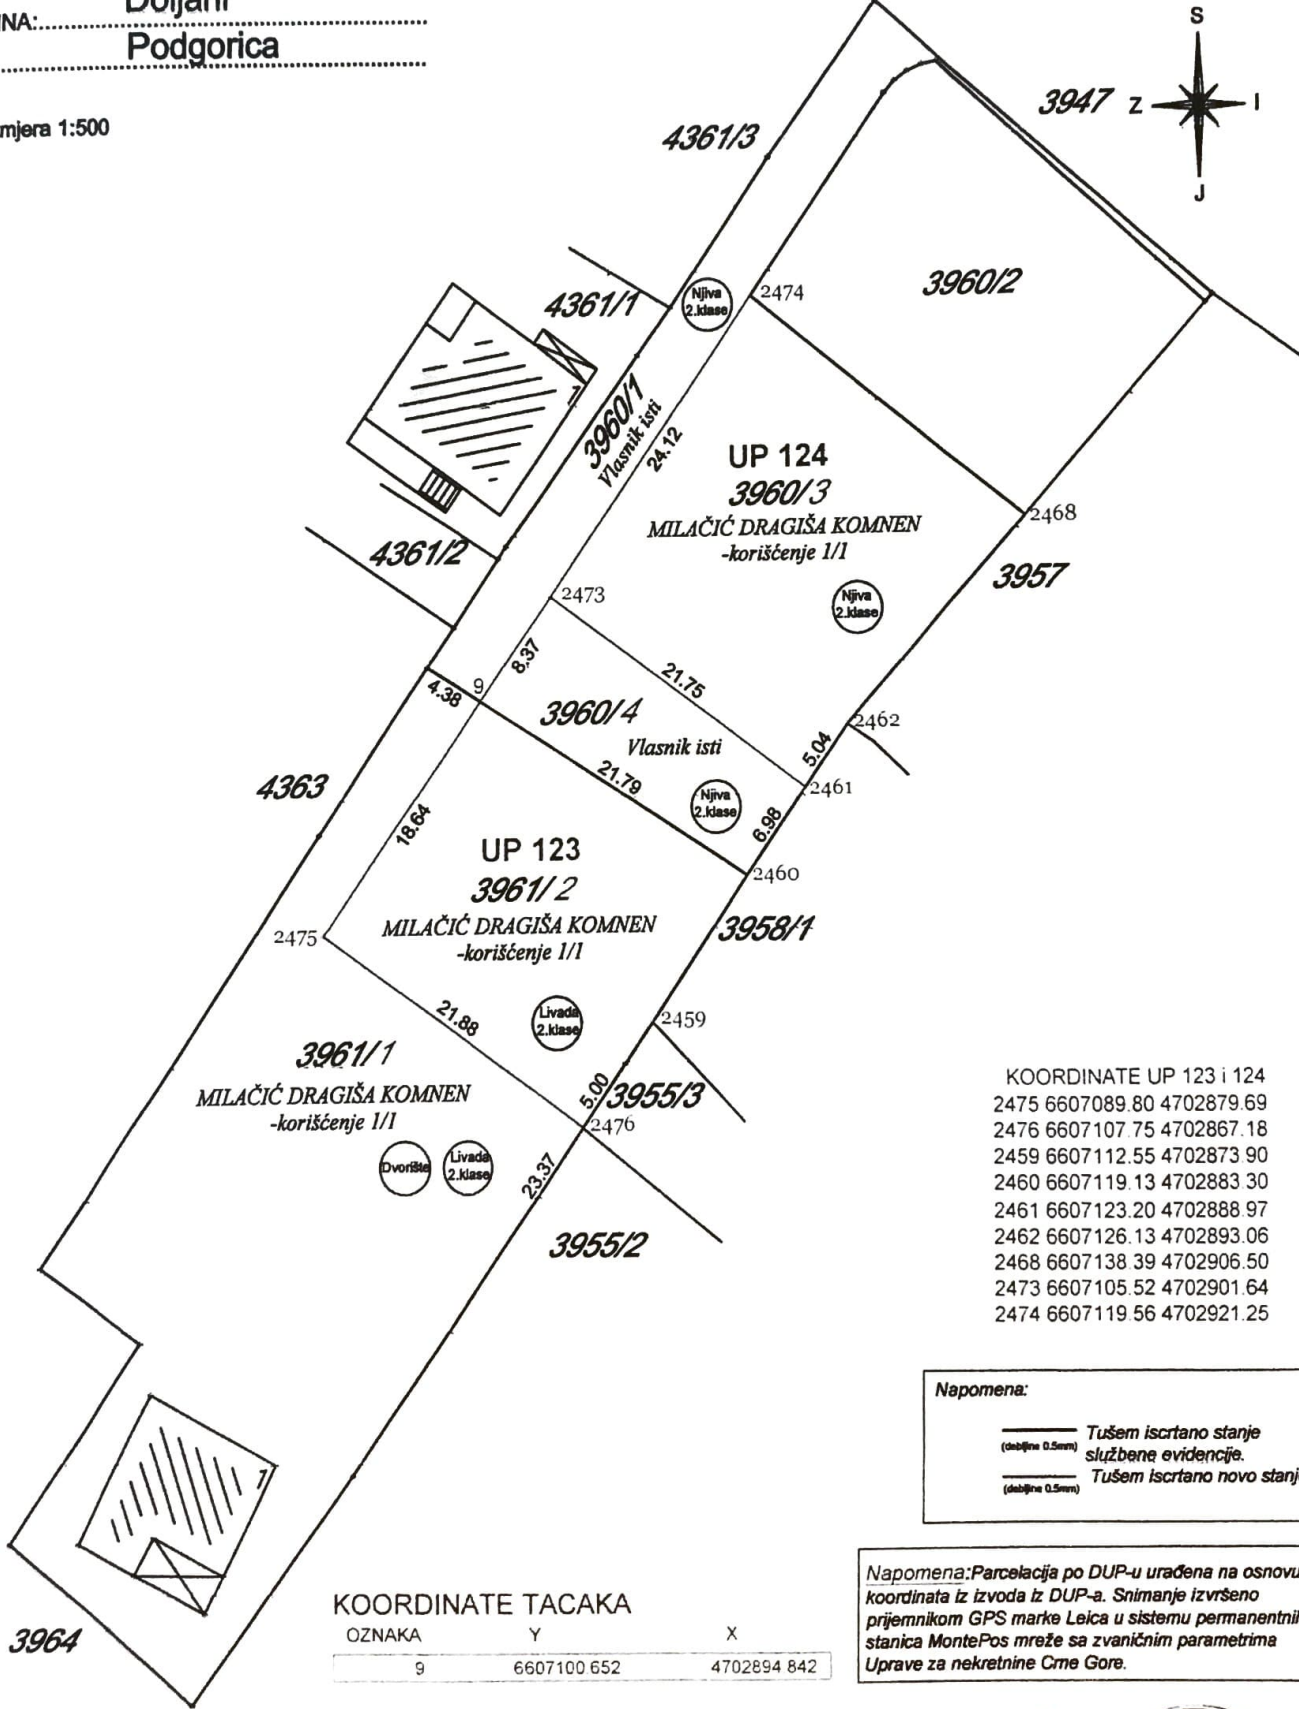 Doljani
NA:
Podgorica
mjera 1:500
S
Z
I
J
3947
4361/3
3960/2
Njiva
2.klase
2474
4361/1
1
3960/1
Vlasnik isti
24.12
UP 124
3960/3
MILAČIĆ DRAGIŠA KOMNEN
-korišćenje 1/1
2468
3957
4361/2
Njiva
2.klase
2473
8.37
21.75
4.38
9
3960/4
Vlasnik isti
2462
5.04
2461
21.79
Njiva
2.klase
6.98
4363
18.64
UP 123
3961/2
MILAČIĆ DRAGIŠA KOMNEN
-korišćenje 1/1
2460
3958/1
2475
21.88
Livada
2.klase
2459
3961/1
MILAČIĆ DRAGIŠA KOMNEN
-korišćenje 1/1
5.00
3955/3
2476
Dvorište
Livada
2.klase
23.37
3955/2
KOORDINATE UP 123 i 124
2475 6607089.80 4702879.69
2476 6607107.75 4702867.18
2459 6607112.55 4702873.90
2460 6607119.13 4702883.30
2461 6607123.20 4702888.97
2462 6607126.13 4702893.06
2468 6607138.39 4702906.50
2473 6607105.52 4702901.64
2474 6607119.56 4702921.25
Napomena:
Tušem iscrtano stanje
(debljine 0.5mm) službene evidencije.
Tušem iscrtano novo stanj
(debljine 0.5mm)
1
3964
KOORDINATE TACAKA
OZNAKA Y X
9 6607100.652 4702894 842
Napomena:Parcelacija po DUP-u urađena na osnovu
koordinata iz izvoda iz DUP-a. Snimanje izvršeno
prijemnikom GPS marke Leica u sistemu permanentnih
stanica MontePos mreže sa zvaničnim parametrima
Uprave za nekretnine Crne Gore.